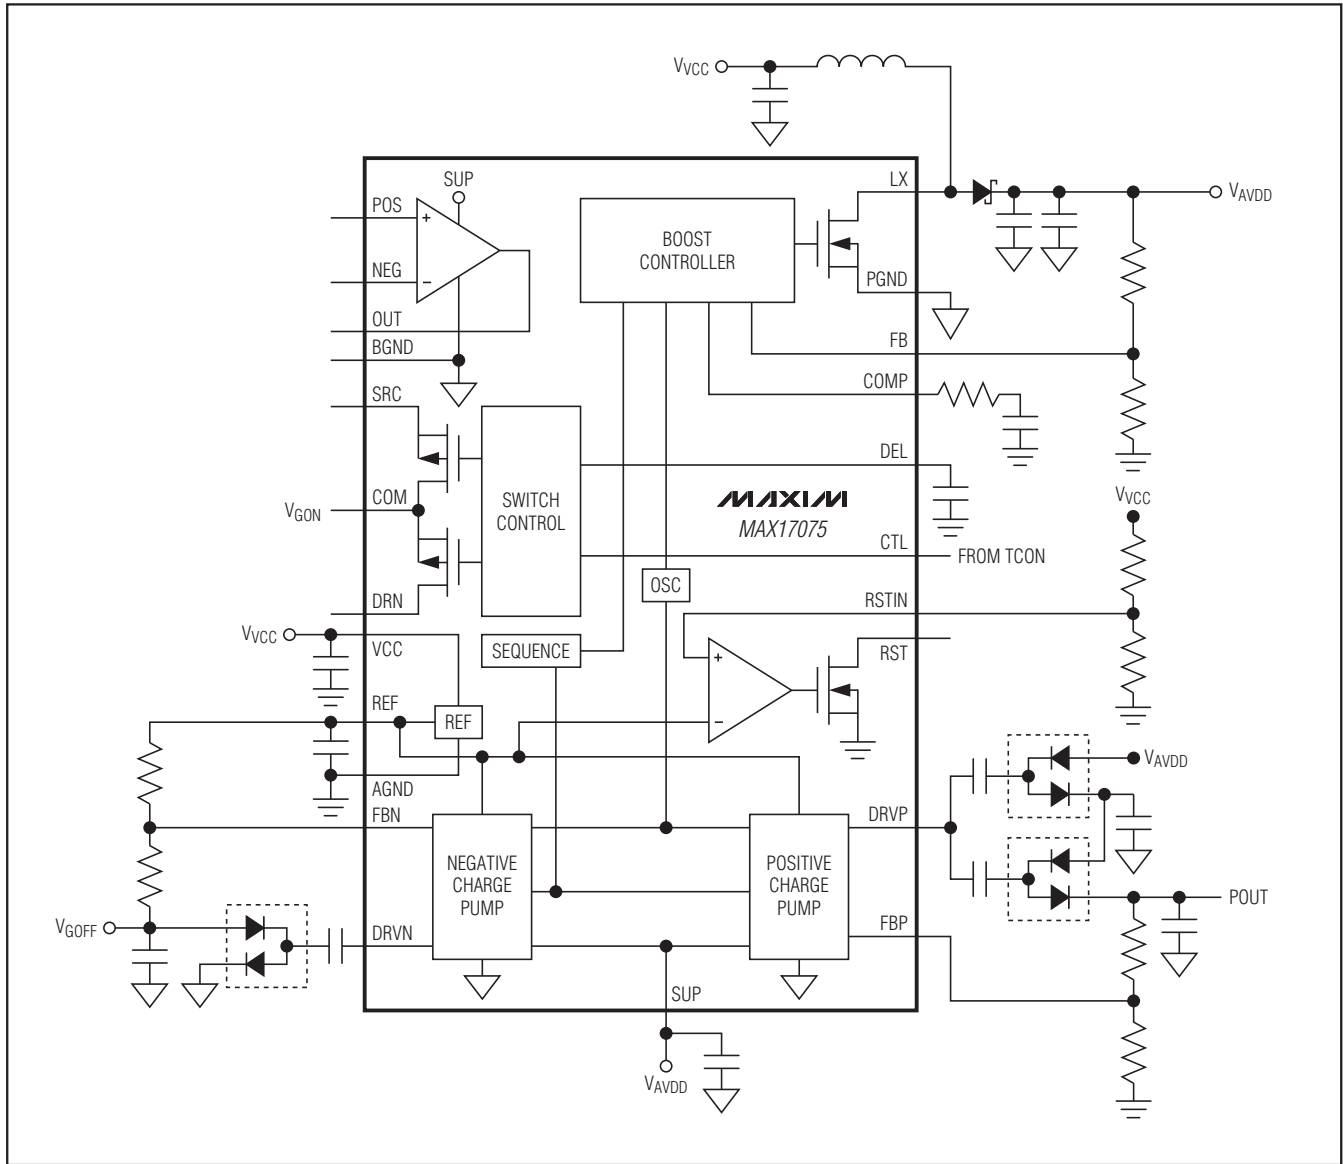 VVCC
LX
VAVDD
SUP
POS
+
BOOST
CONTROLLER
NEG
−
PGND
OUT
BGND
FB
COMP
SRC
DEL
COM
VGON
SWITCH
CONTROL
MAXIM
MAX17075
VVCC
CTL
FROM TCON
OSC
DRN
RSTIN
VVCC
VCC
SEQUENCE
RST
+
REF
REF
−
AGND
VAVDD
FBN
DRVP
NEGATIVE
CHARGE
PUMP
POSITIVE
CHARGE
PUMP
POUT
VGOFF
DRVN
FBP
SUP
VAVDD